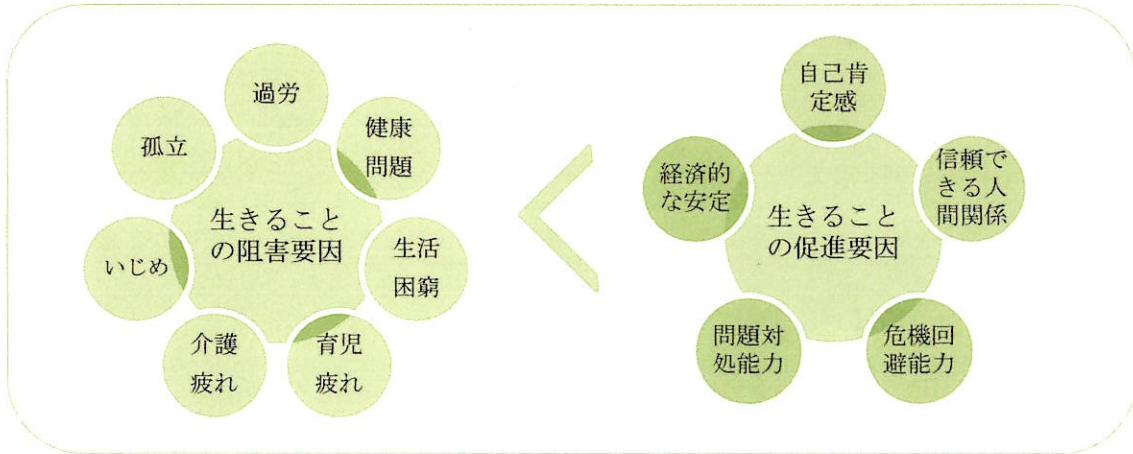 過労
健康
問題
生活
困窮
育児
疲れ
介護
疲れ
いじめ
孤立
生きること
の阻害要因
自己肯
定感
信頼で
きる人
間関係
危機回
避能力
問題対
処能力
経済的
な安定
生きること
の促進要因